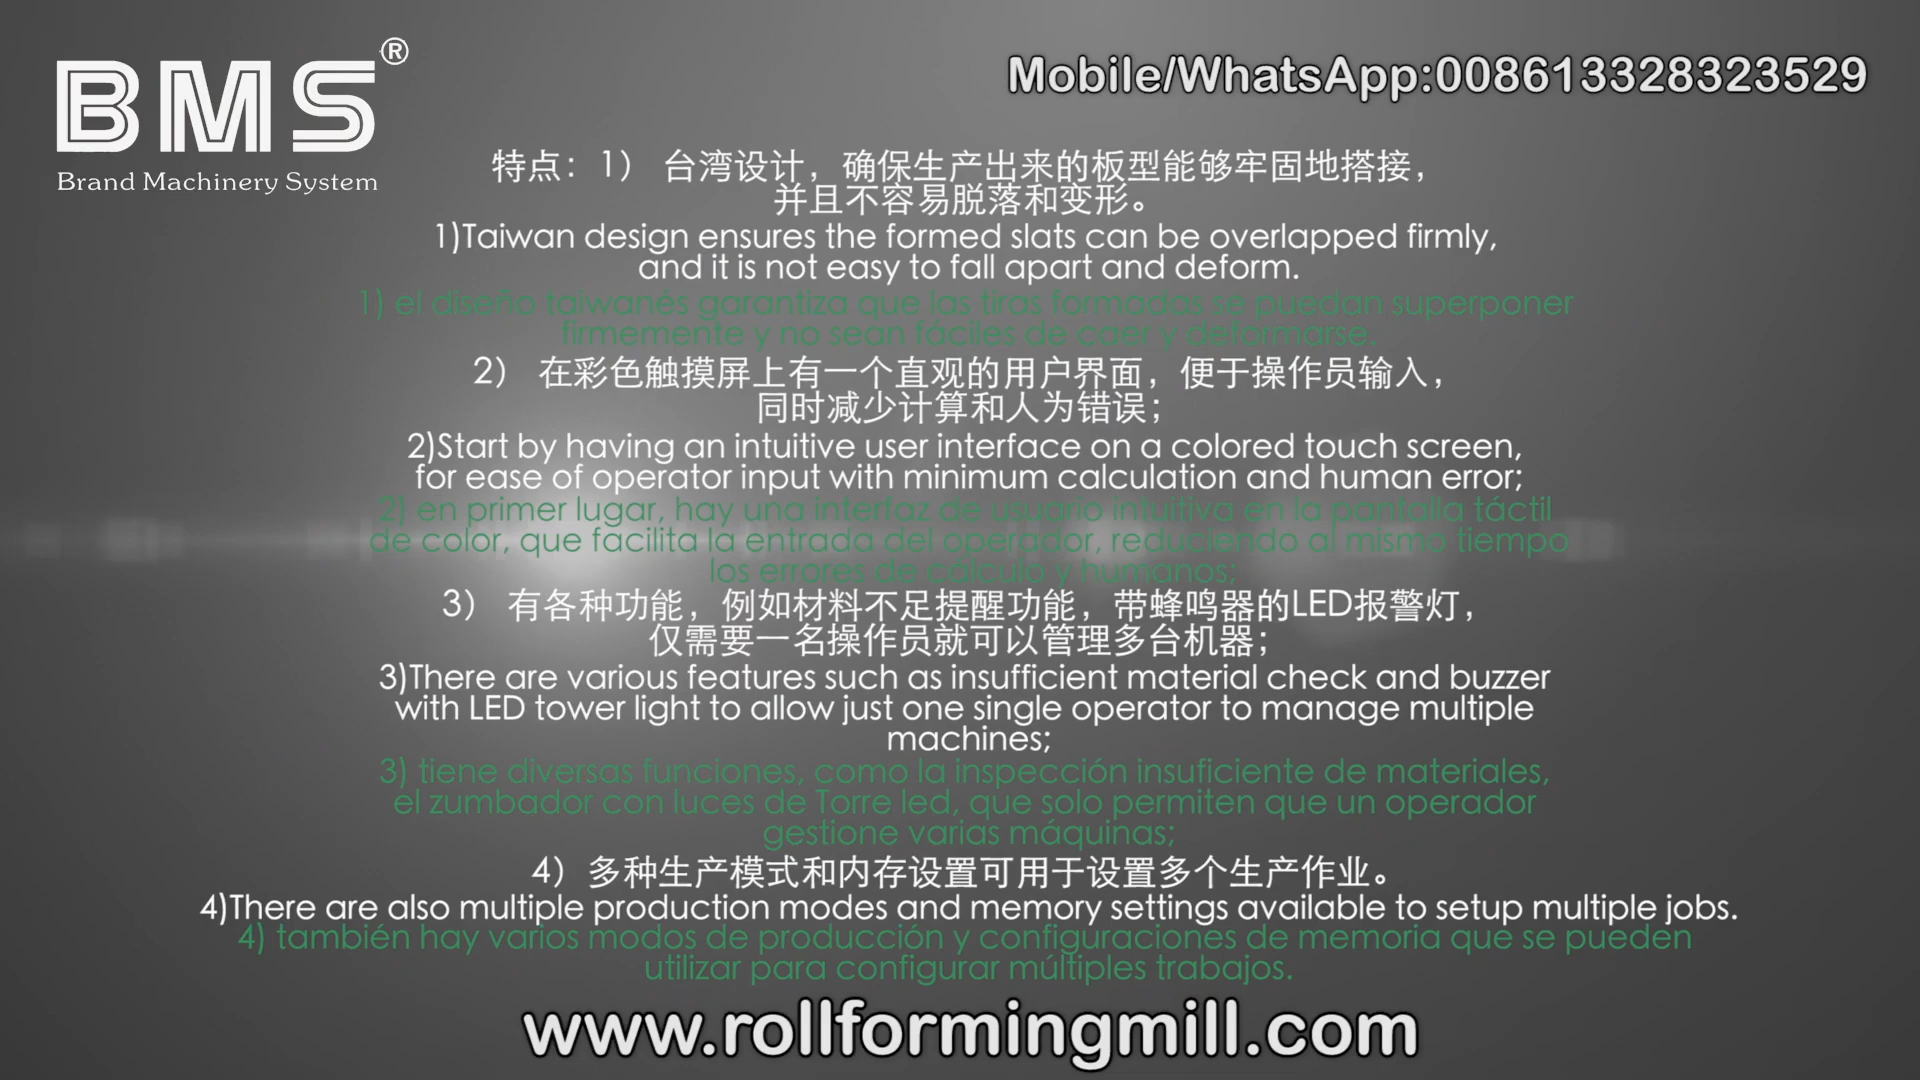 BMS®
Brand Machinery System
Mobile/WhatsApp:008613328323529
特点：1） 台湾设计，确保生产出来的板型能够牢固地搭接，
并且不容易脱落和变形。
1)Taiwan design ensures the formed slats can be overlapped firmly,
and it is not easy to fall apart and deform.
1) el diseño taiwanés garantiza que las tiras formadas se puedan superponer
firmemente y no sean fáciles de caer y deformarse.
2） 在彩色触摸屏上有一个直观的用户界面，便于操作员输入，
同时减少计算和人为错误；
2)Start by having an intuitive user interface on a colored touch screen,
for ease of operator input with minimum calculation and human error;
2) en primer lugar, hay una interfaz de usuario intuitiva en la pantalla táctil
de color, que facilita la entrada del operador, reduciendo al mismo tiempo
los errores de cálculo y humanos;
3） 有各种功能，例如材料不足提醒功能，带蜂鸣器的LED报警灯，
仅需要一名操作员就可以管理多台机器；
3)There are various features such as insufficient material check and buzzer
with LED tower light to allow just one single operator to manage multiple
machines;
3) tiene diversas funciones, como la inspección insuficiente de materiales,
el zumbador con luces de Torre led, que solo permiten que un operador
gestione varias máquinas;
4）多种生产模式和内存设置可用于设置多个生产作业。
4)There are also multiple production modes and memory settings available to setup multiple jobs.
4) también hay varios modos de producción y configuraciones de memoria que se pueden
utilizar para configurar múltiples trabajos.
www.rollformingmill.com